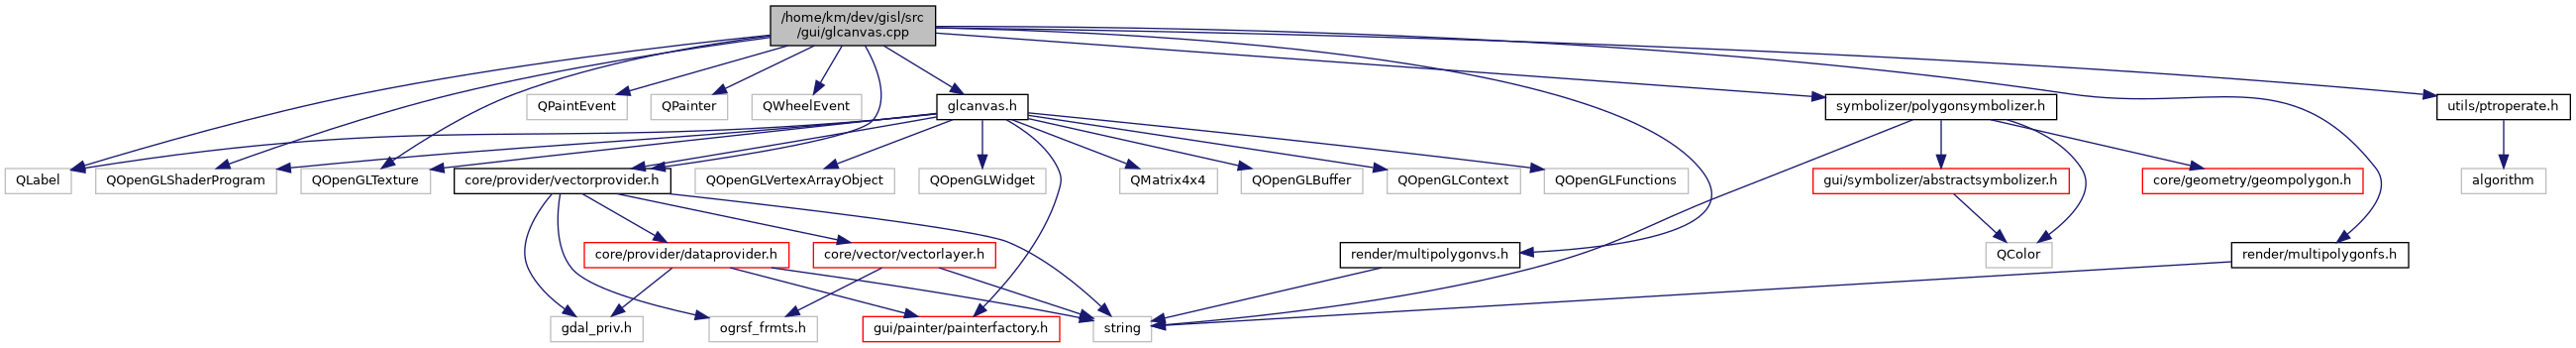 /home/km/dev/gisl/src
/gui/glcanvas.cpp
QPaintEvent
QPainter
QWheelEvent
glcanvas.h
symbolizer/polygonsymbolizer.h
utils/ptroperate.h
QLabel
QOpenGLShaderProgram
QOpenGLTexture
core/provider/vectorprovider.h
QOpenGLVertexArrayObject
QOpenGLWidget
QMatrix4x4
QOpenGLBuffer
QOpenGLContext
QOpenGLFunctions
gui/symbolizer/abstractsymbolizer.h
core/geometry/geompolygon.h
algorithm
core/provider/dataprovider.h
core/vector/vectorlayer.h
render/multipolygonvs.h
QColor
render/multipolygonfs.h
gdal_priv.h
ogrsf_frmts.h
gui/painter/painterfactory.h
string